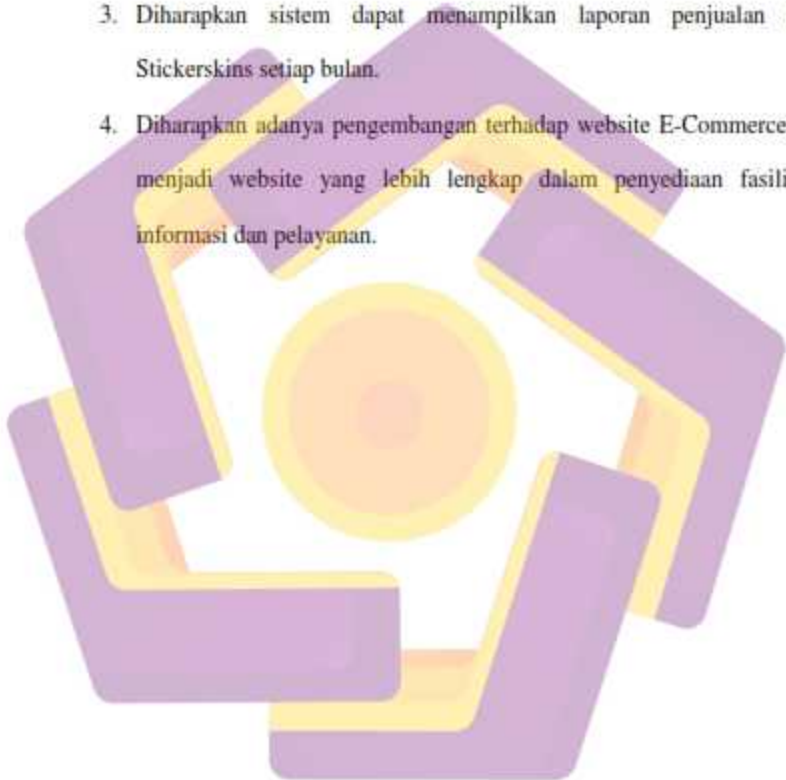 3. Diharapkan sistem dapat menampilkan laporan penjualan
Stickerskins setiap bulan.
4. Diharapkan adanya pengembangan terhadap website E-Commerce
menjadi website yang lebih lengkap dalam penyediaan fasili
informasi dan pelayanan.